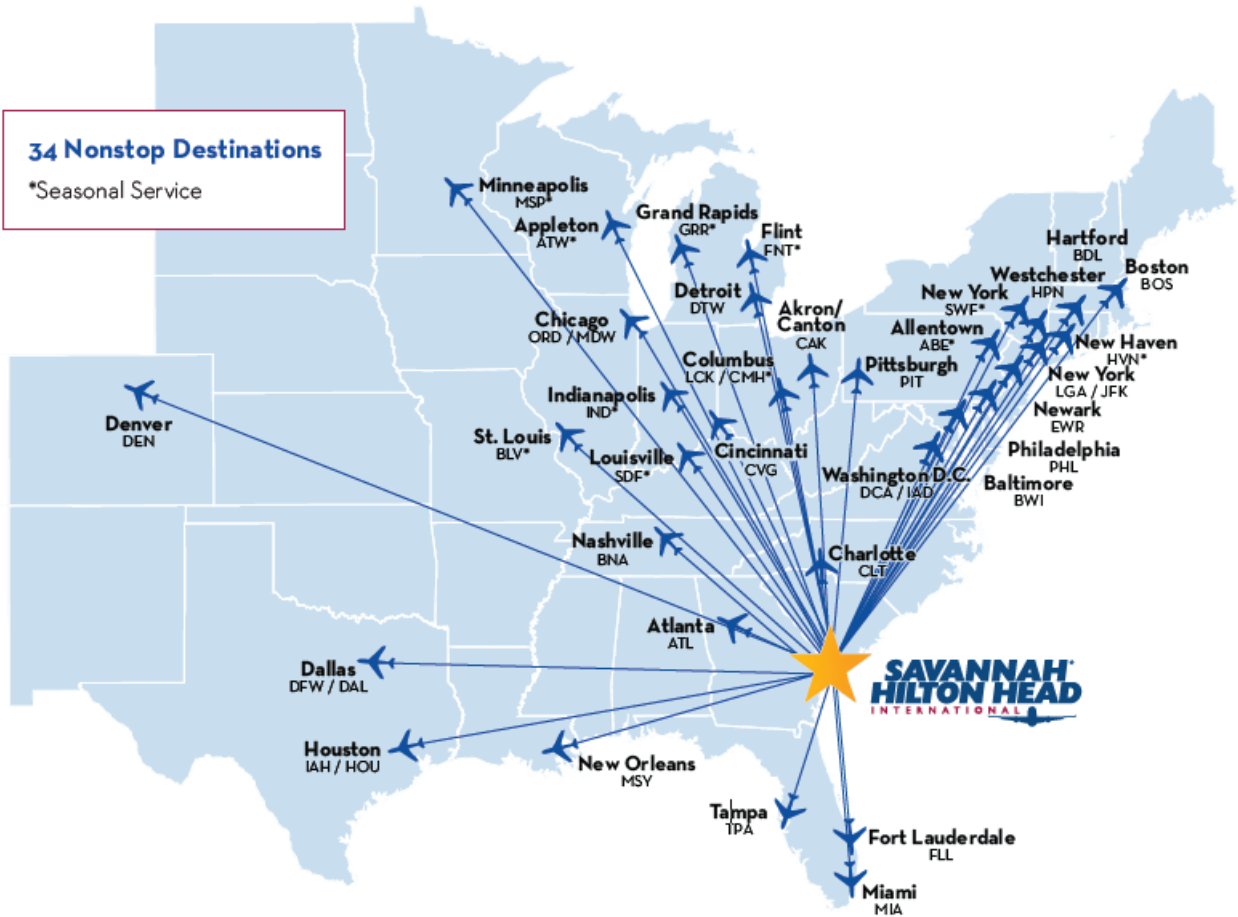 34 Nonstop Destinations
*Seasonal Service
Minneapolis
MSP*
Appleton
ATW*
Grand Rapids
GRR*
Flint
FNT*
Detroit
DTW
Chicago
ORD / MDW
Akron/
Canton
CAK
Columbus
LCK / CMH*
Indianapolis
IND*
St. Louis
BLV*
Louisville
SDF*
Cincinnati
CVG
Pittsburgh
PIT
Hartford
BDL
Westchester
HPN
Boston
BOS
New York
SWF*
Allentown
ABE*
New Haven
HVN*
New York
LGA / JFK
Newark
EWR
Philadelphia
PHL
Baltimore
BWI
Washington D.C.
DCA / IAD
Denver
DEN
Nashville
BNA
Charlotte
CLT
Atlanta
ATL
Dallas
DFW / DAL
Houston
IAH / HOU
New Orleans
MSY
Tampa
TPA
Fort Lauderdale
FLL
Miami
MIA
SAVANNAH
HILTON HEAD
INTERNATIONAL